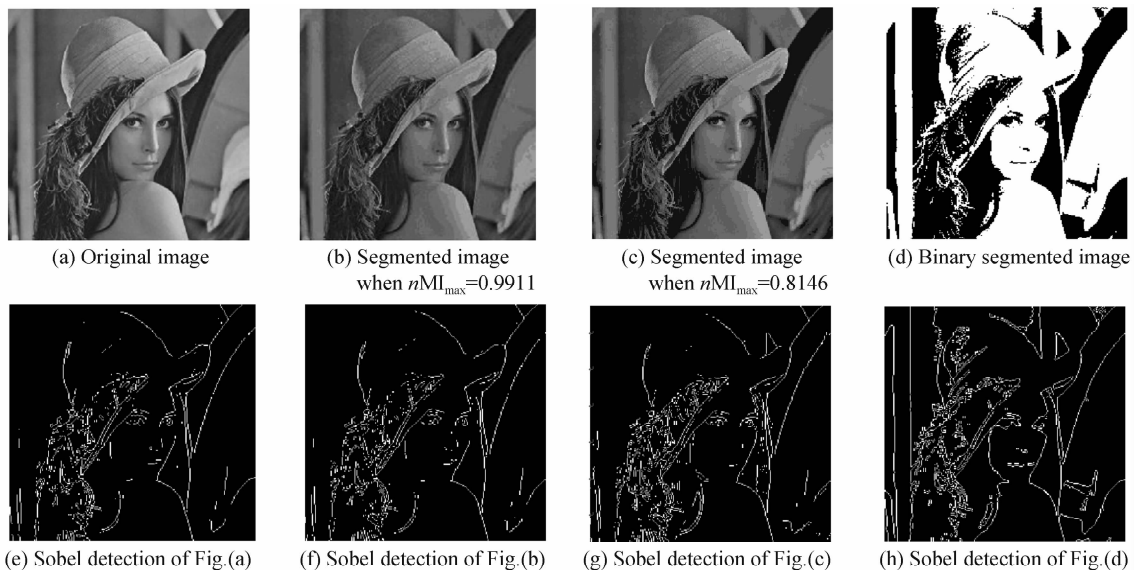 (a) Original image
(b) Segmented image
when nMImax=0.9911
(c) Segmented image
when nMImax=0.8146
(d) Binary segmented image
(e) Sobel detection of Fig.(a)
(f) Sobel detection of Fig.(b)
(g) Sobel detection of Fig.(c)
(h) Sobel detection of Fig.(d)